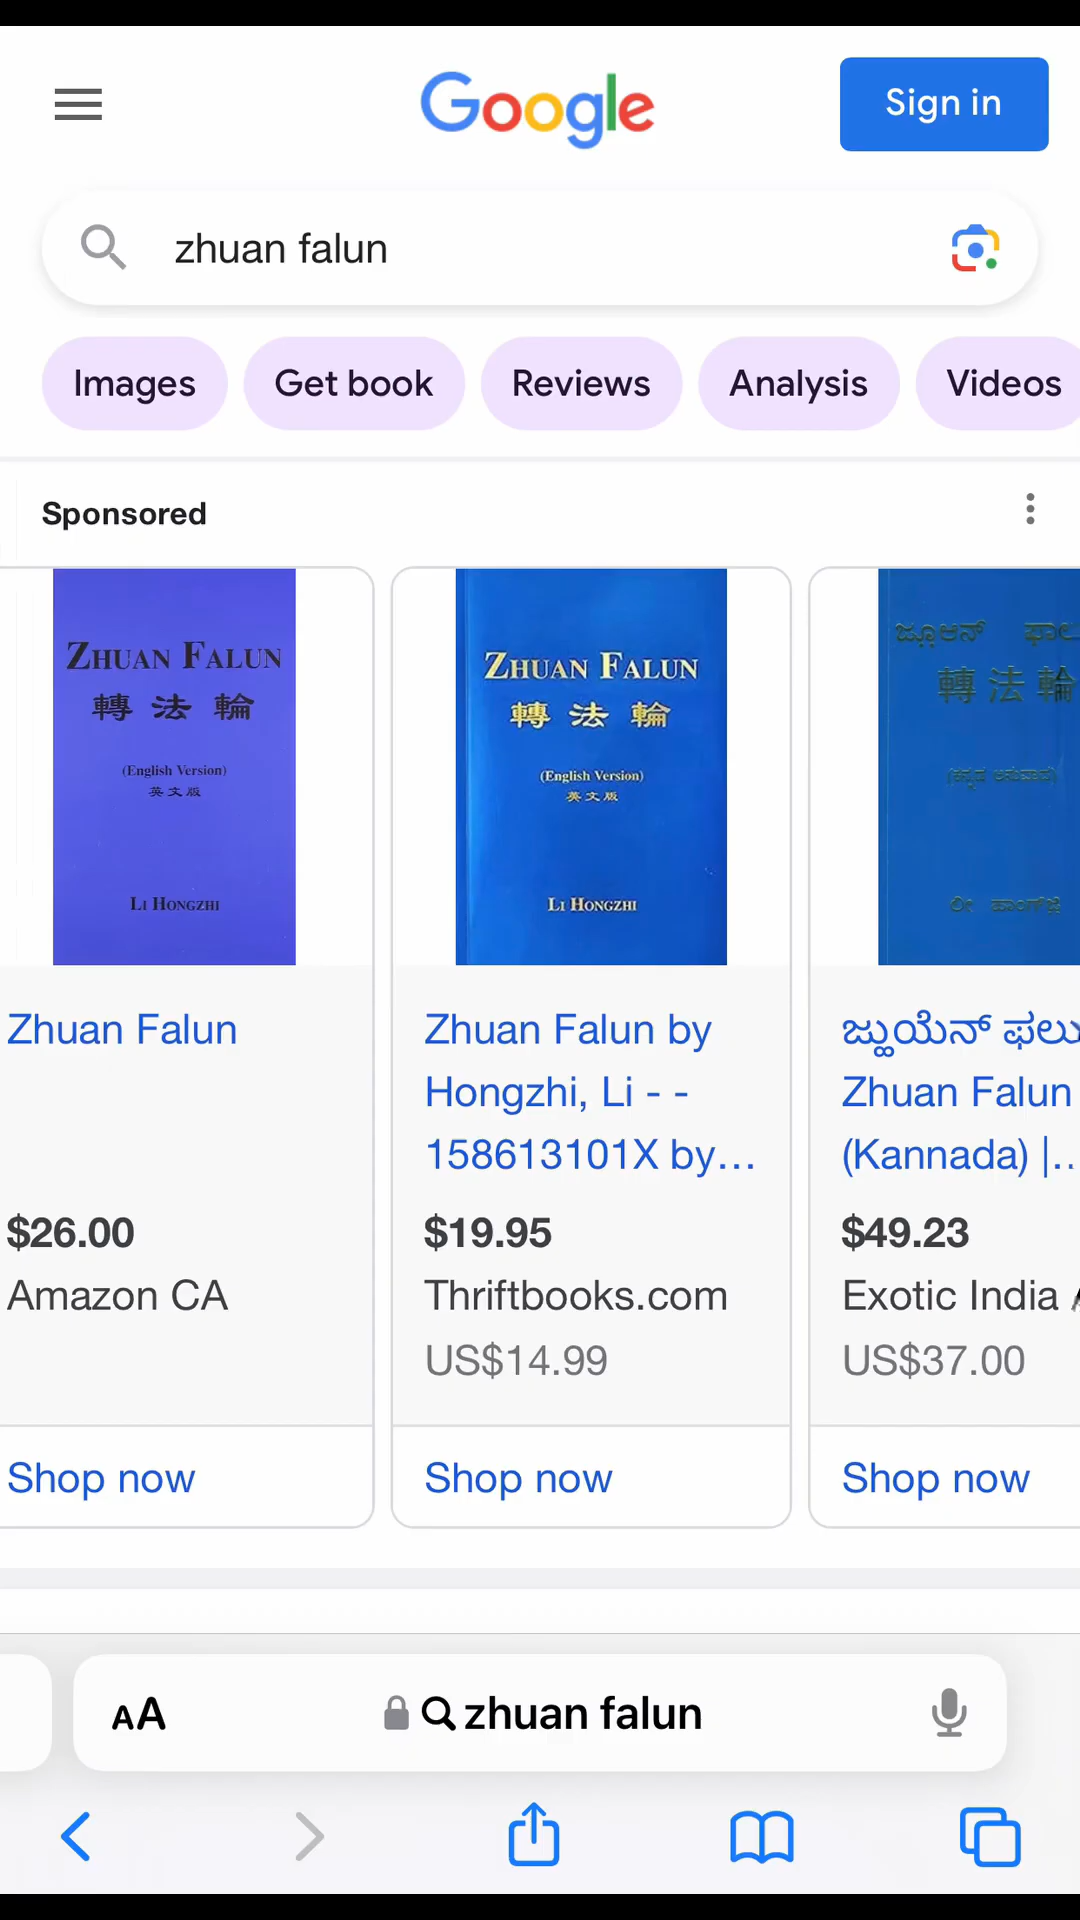 Google
Sign in
zhuan falun
Images
Get book
Reviews
Analysis
Videos
Sponsored
ZHUAN FALUN
轉 法 輪
(English Version)
英文版
LI HONGZHI
Zhuan Falun
$26.00
Amazon CA
Shop now
ZHUAN FALUN
轉 法 輪
(English Version)
英文版
LI HONGZHI
Zhuan Falun by
Hongzhi, Li - -
158613101X by...
$19.95
Thriftbooks.com
US$14.99
Shop now
轉 法 輪
Zhuan Falun
(Kannada) |..
$49.23
Exotic India
US$37.00
Shop now
AA
zhuan falun